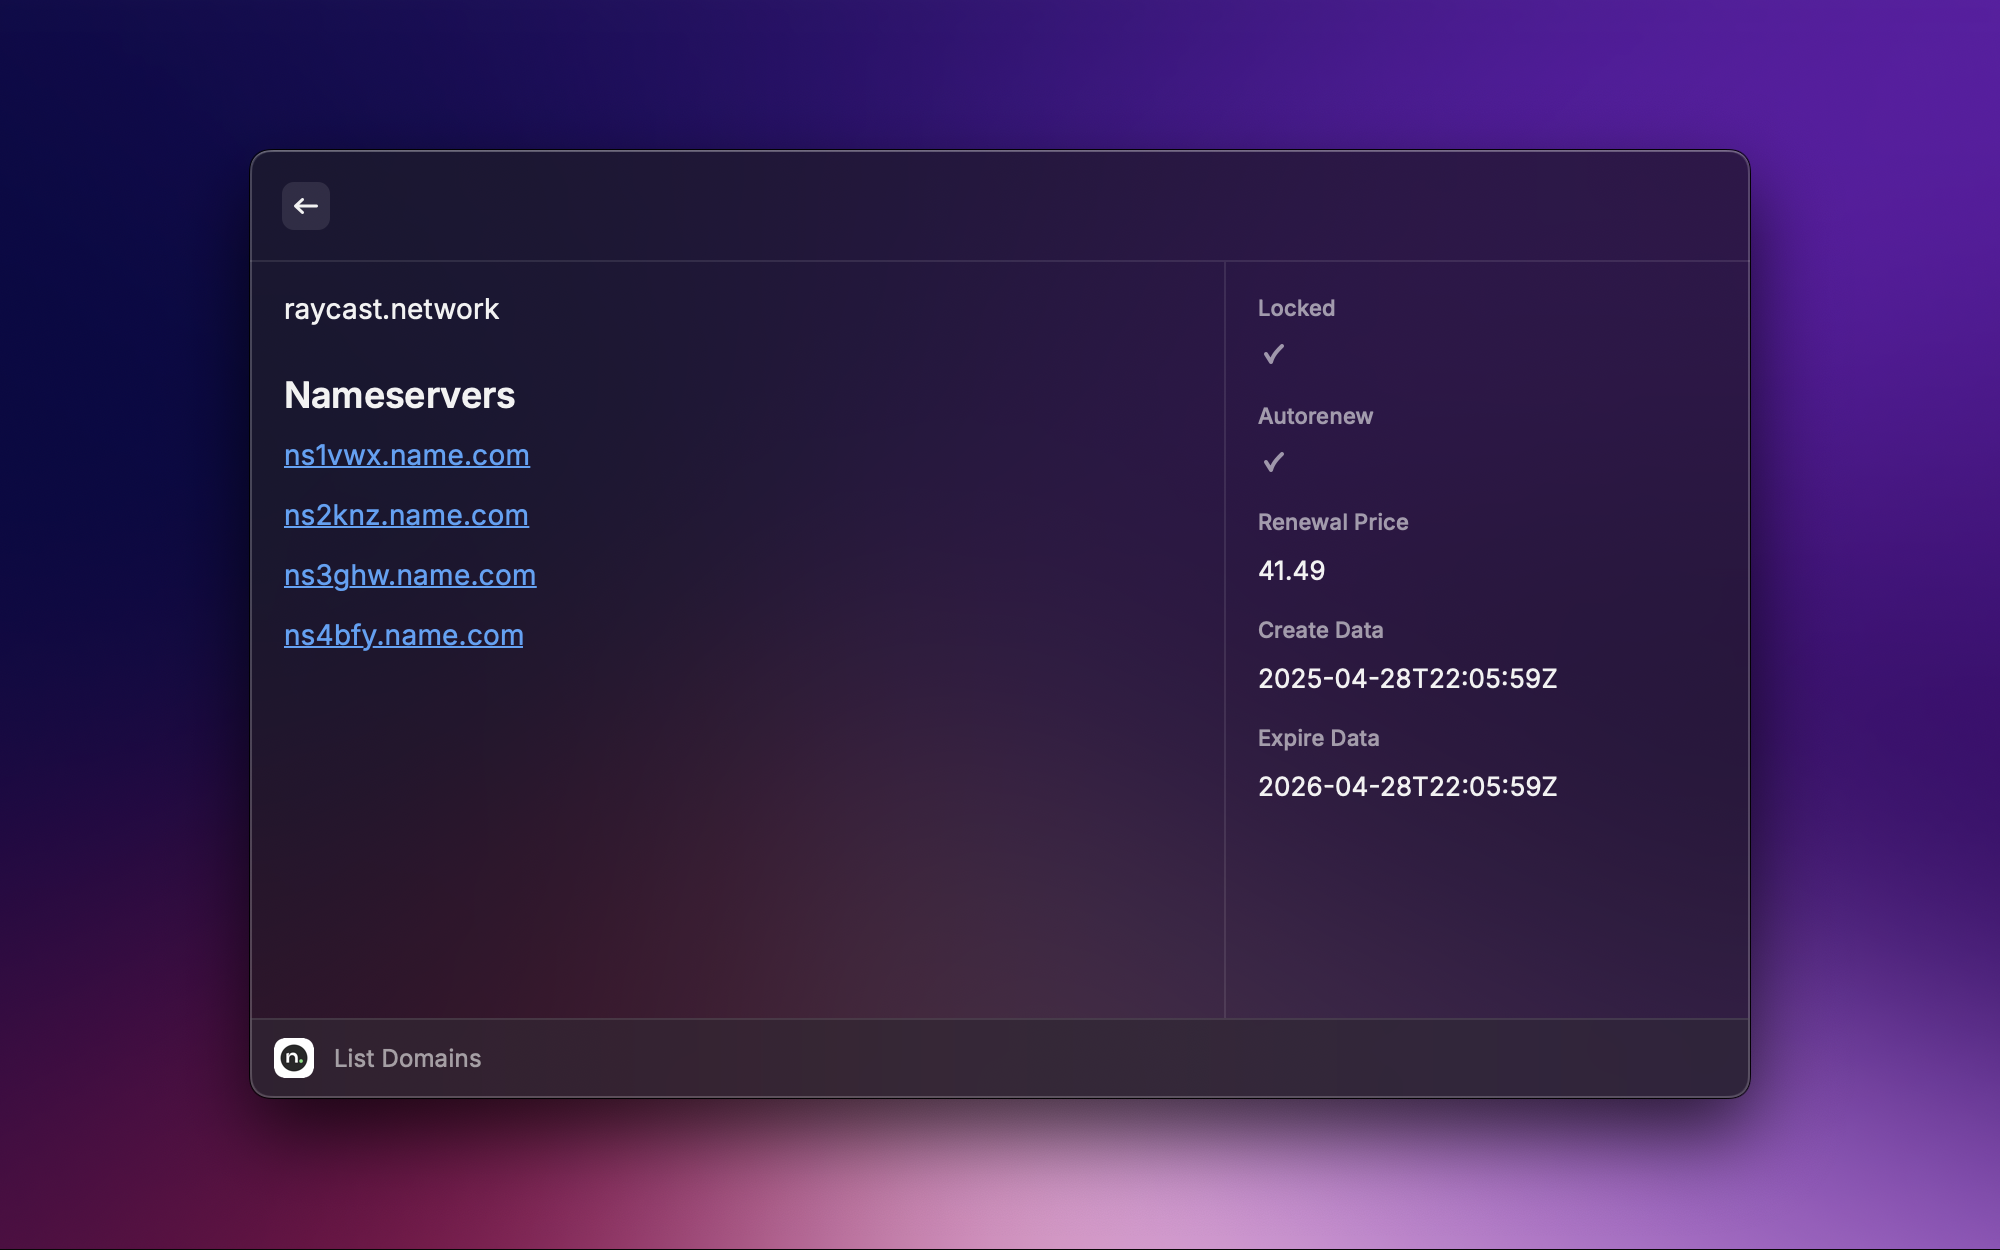 raycast.network
Nameservers
ns1vwx.name.com
ns2knz.name.com
ns3ghw.name.com
ns4bfy.name.com
Locked
✓
Autorenew
✓
Renewal Price
41.49
Create Data
2025-04-28T22:05:59Z
Expire Data
2026-04-28T22:05:59Z
n.
List Domains